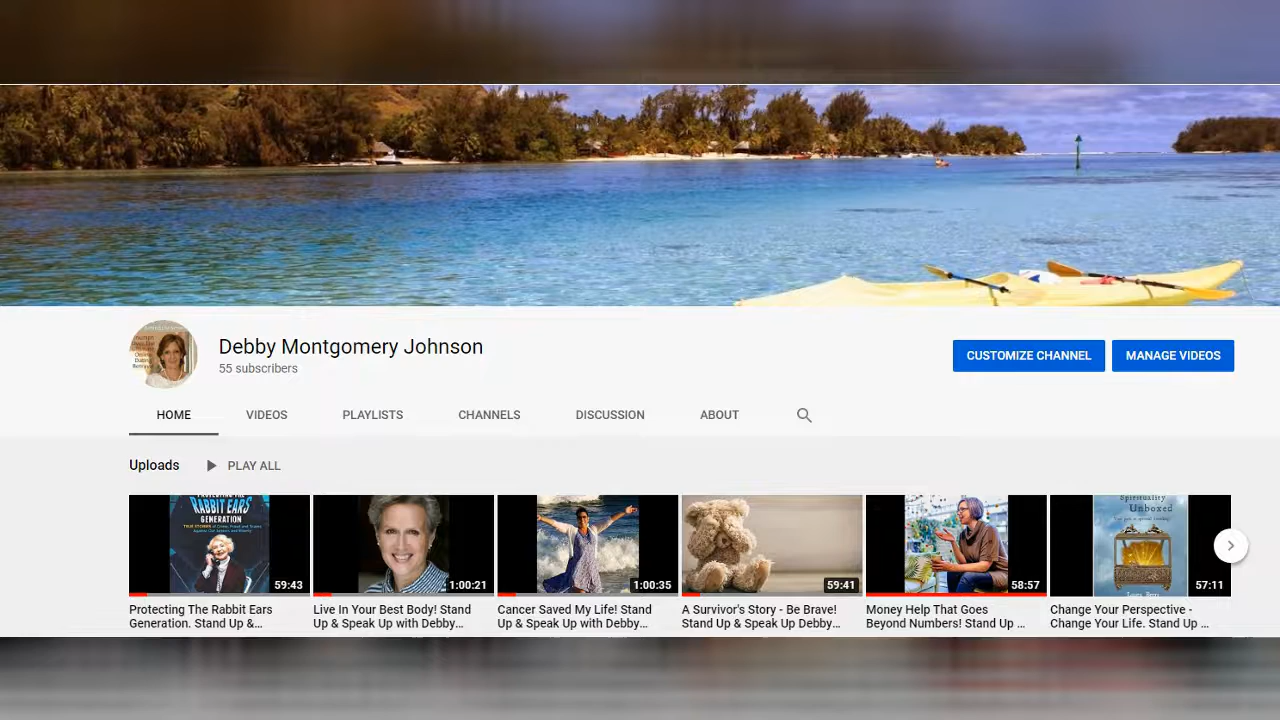 Debby Montgomery Johnson
55 subscribers
CUSTOMIZE CHANNEL
MANAGE VIDEOS
HOME
VIDEOS
PLAYLISTS
CHANNELS
DISCUSSION
ABOUT
Uploads
PLAY ALL
PROTECTING THE
RABBIT EARS
GENERATION
59:43
1:00:21
1:00:35
59:41
58:57
Spirituality
Unboxed
57:11
Protecting The Rabbit Ears
Generation. Stand Up &...
Live In Your Best Body! Stand
Up & Speak Up with Debby...
Cancer Saved My Life! Stand
Up & Speak Up with Debby...
A Survivor's Story - Be Brave!
Stand Up & Speak Up Debby...
Money Help That Goes
Beyond Numbers! Stand Up ...
Change Your Perspective -
Change Your Life. Stand Up ...